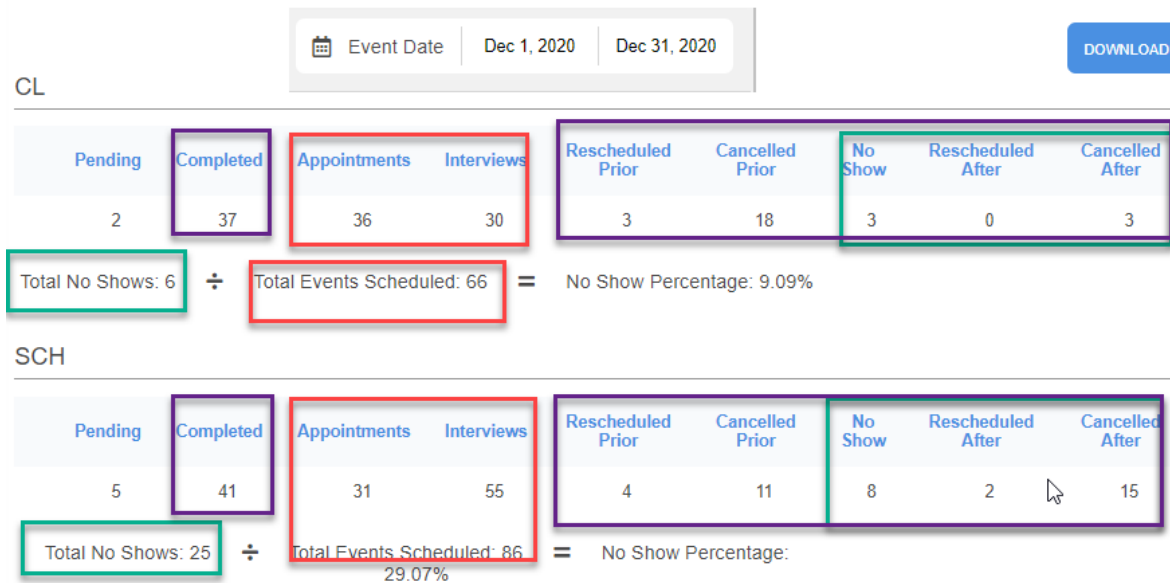 Event Date Dec 1, 2020 Dec 31, 2020
DOWNLOAD
CL
Pending Completed Appointments Interviews Rescheduled Prior Cancelled Prior No Show Rescheduled After Cancelled After
2 37 36 30 3 18 3 0 3
Total No Shows: 6 ÷ Total Events Scheduled: 66 = No Show Percentage: 9.09%
SCH
Pending Completed Appointments Interviews Rescheduled Prior Cancelled Prior No Show Rescheduled After Cancelled After
5 41 31 55 4 11 8 2 15
Total No Shows: 25 ÷ Total Events Scheduled: 86 = No Show Percentage:
29.07%